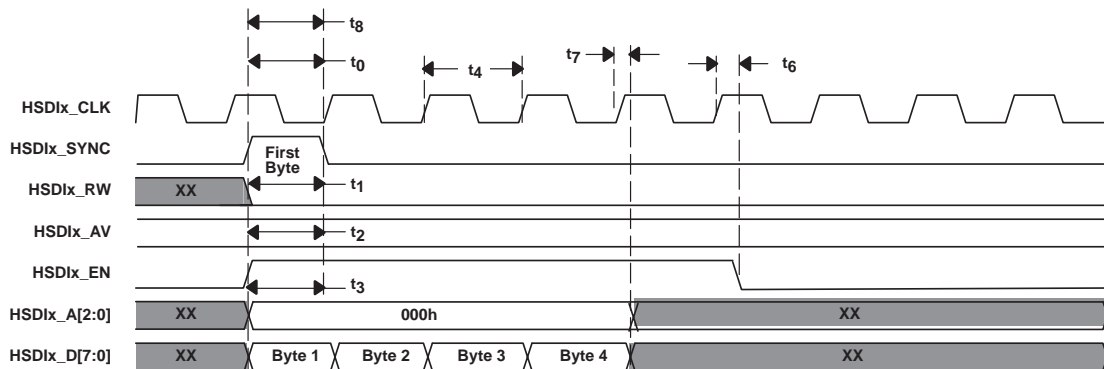 t8
t0
t7
t4
t6
HSDIx_CLK
HSDIx_SYNC
First
Byte
HSDIx_RW
XX
t1
HSDIx_AV
t2
HSDIx_EN
t3
HSDIx_A[2:0]
XX
000h
XX
HSDIx_D[7:0]
XX
Byte 1
Byte 2
Byte 3
Byte 4
XX